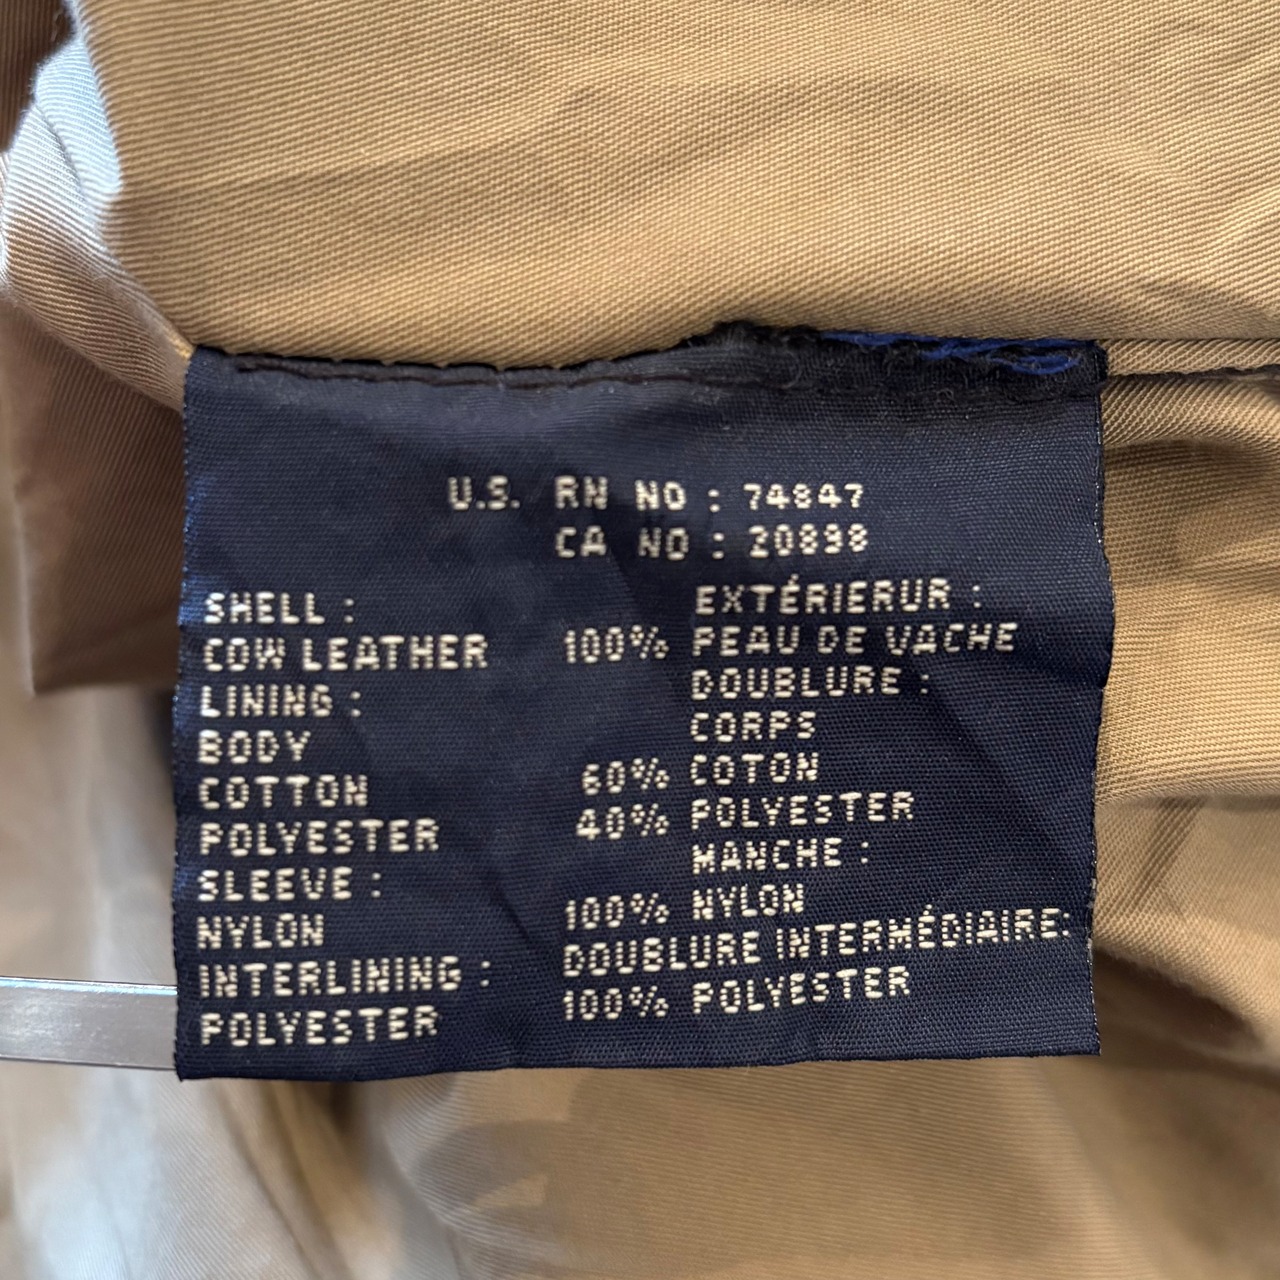 U.S. RN NO : 74847
CA NO : 20898
SHELL : EXTÉRIERUR :
COW LEATHER 100% PEAU DE VACHE
LINING : DOUBLURE :
BODY CORPS
COTTON 60% COTON
POLYESTER 40% POLYESTER
SLEEVE : MANCHE :
NYLON 100% NYLON
INTERLINING : DOUBLURE INTERMÉDIAIRE:
POLYESTER 100% POLYESTER